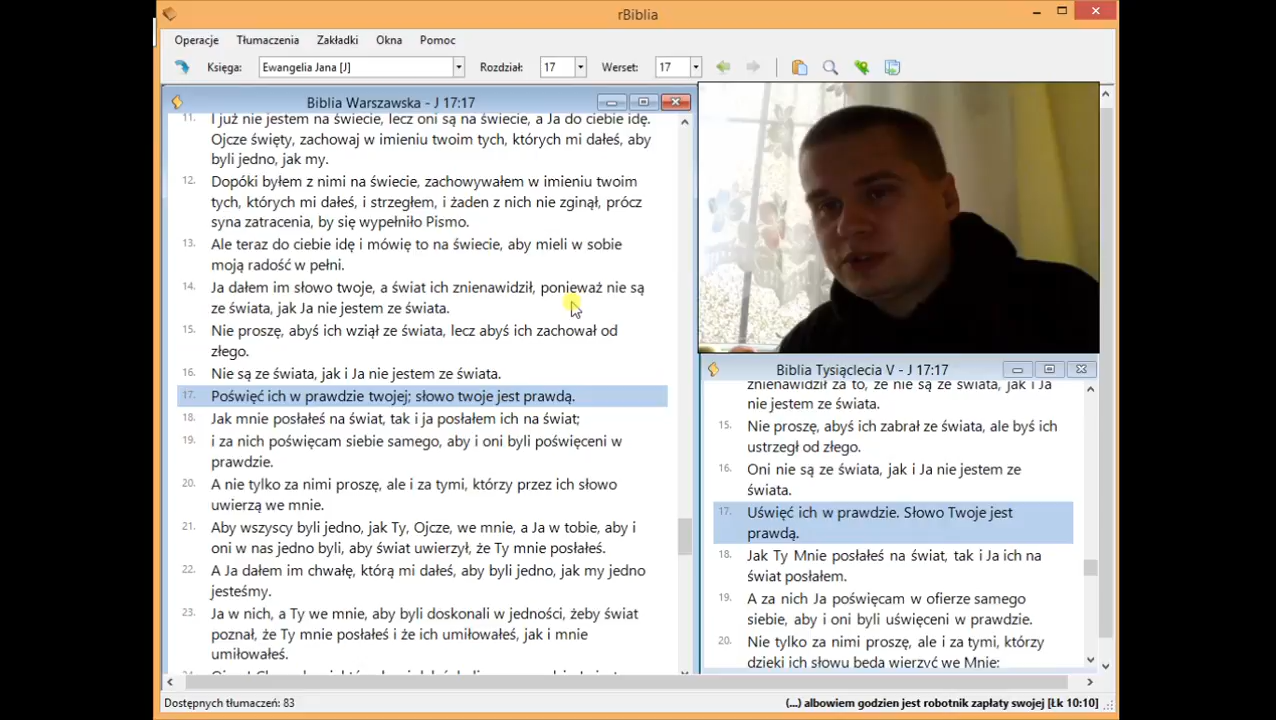 rBiblia
Operacje Tłumaczenia Zakładki Okna Pomoc
Księga: Ewangelia Jana [J] Rozdział: 17 Werset: 17
Biblia Warszawska - J 17:17
11. I już nie jestem na świecie, lecz oni są na świecie, a Ja do ciebie idę.
Ojcze święty, zachowaj w imieniu twoim tych, których mi dałeś, aby
byli jedno, jak my.
12. Dopóki byłem z nimi na świecie, zachowywałem w imieniu twoim
tych, których mi dałeś, i strzegłem, i żaden z nich nie zginął, prócz
syna zatracenia, by się wypełniło Pismo.
13. Ale teraz do ciebie idę i mówię to na świecie, aby mieli w sobie
moją radość w pełni.
14. Ja dałem im słowo twoje, a świat ich znienawidził, ponieważ nie są
ze świata, jak Ja nie jestem ze świata.
15. Nie proszę, abyś ich wziął ze świata, lecz abyś ich zachował od
złego.
16. Nie są ze świata, jak i Ja nie jestem ze świata.
17. Poświęć ich w prawdzie twojej; słowo twoje jest prawdą.
18. Jak mnie posłałeś na świat, tak i ja posłałem ich na świat;
19. i za nich poświęcam siebie samego, aby i oni byli poświęceni w
prawdzie.
20. A nie tylko za nimi proszę, ale i za tymi, którzy przez ich słowo
uwierzą we mnie.
21. Aby wszyscy byli jedno, jak Ty, Ojcze, we mnie, a Ja w tobie, aby i
oni w nas jedno byli, aby świat uwierzył, że Ty mnie posłałeś.
22. A Ja dałem im chwałę, którą mi dałeś, aby byli jedno, jak my jedno
jesteśmy.
23. Ja w nich, a Ty we mnie, aby byli doskonali w jedności, żeby świat
poznał, że Ty mnie posłałeś i że ich umiłowałeś, jak i mnie
umiłowałeś.
Biblia Tysiąclecia V - J 17:17
znienawidził za to, że nie są ze świata, jak i Ja
nie jestem ze świata.
15. Nie proszę, abyś ich zabrał ze świata, ale byś ich
ustrzegł od złego.
16. Oni nie są ze świata, jak i Ja nie jestem ze
świata.
17. Uświęć ich w prawdzie. Słowo Twoje jest
prawdą.
18. Jak Ty Mnie posłałeś na świat, tak i Ja ich na
świat posłałem.
19. A za nich Ja poświęcam w ofierze samego
siebie, aby i oni byli uświęceni w prawdzie.
20. Nie tylko za nimi proszę, ale i za tymi, którzy
dzięki ich słowu będą wierzyć we Mnie:
Dostępnych tłumaczeń: 83
(...) albowiem godzien jest robotnik zapłaty swojej [Łk 10:10]